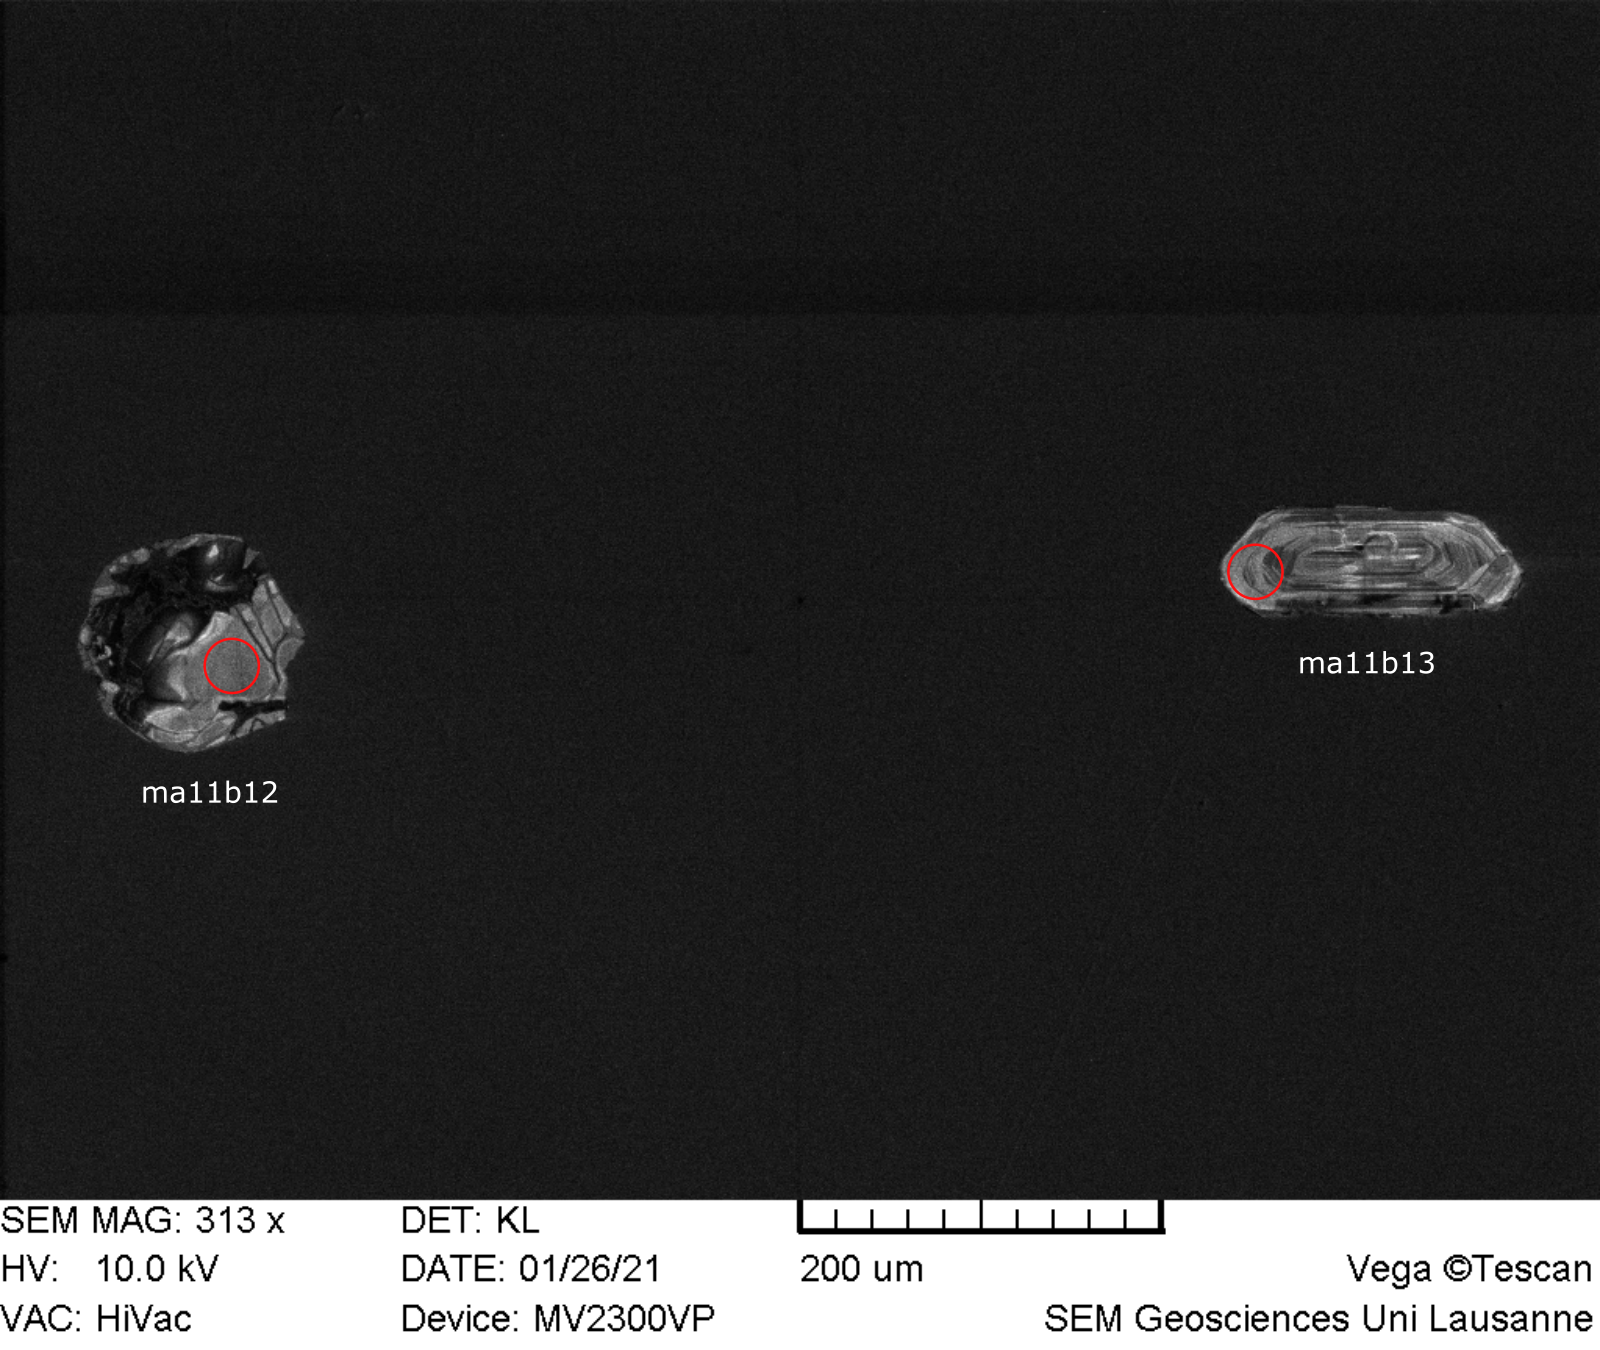 ma11b13
ma11b12
SEM MAG: 313 x
DET: KL
HV: 10.0 kV
DATE: 01/26/21
200 um
Vega ©Tescan
VAC: HiVac
Device: MV2300VP
SEM Geosciences Uni Lausanne